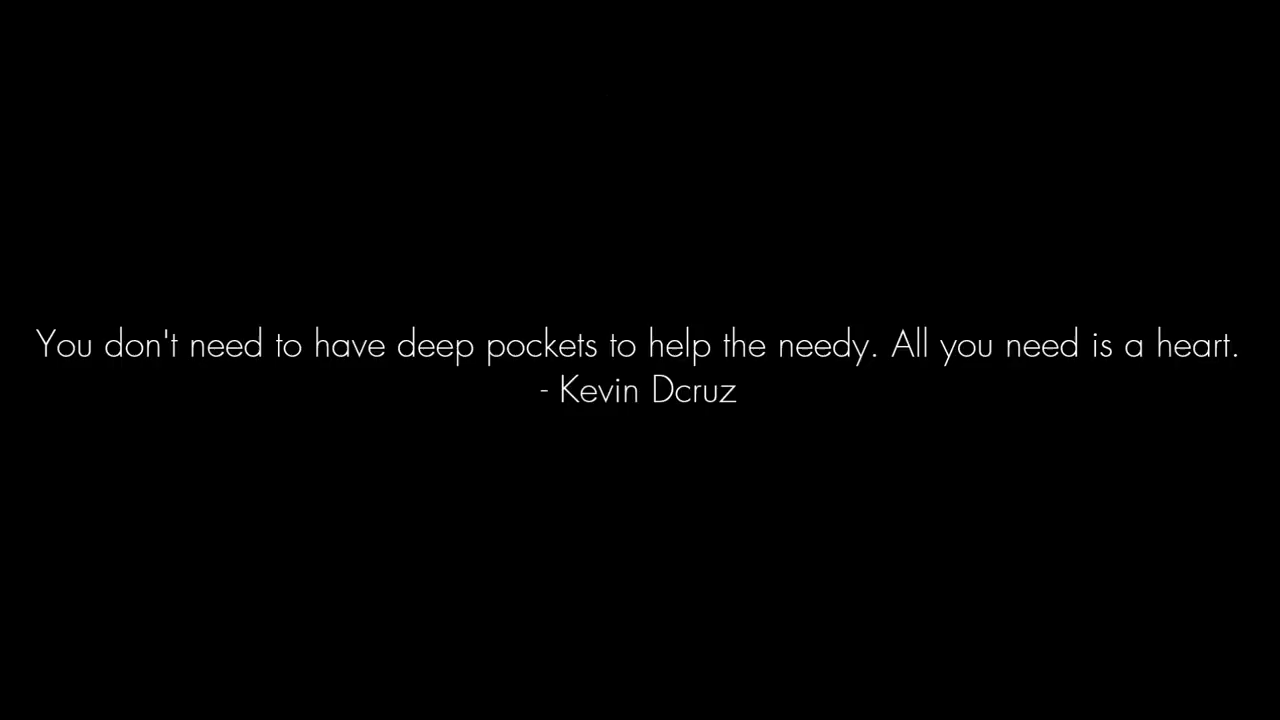 You don't need to have deep pockets to help the needy. All you need is a heart.
- Kevin Dcruz